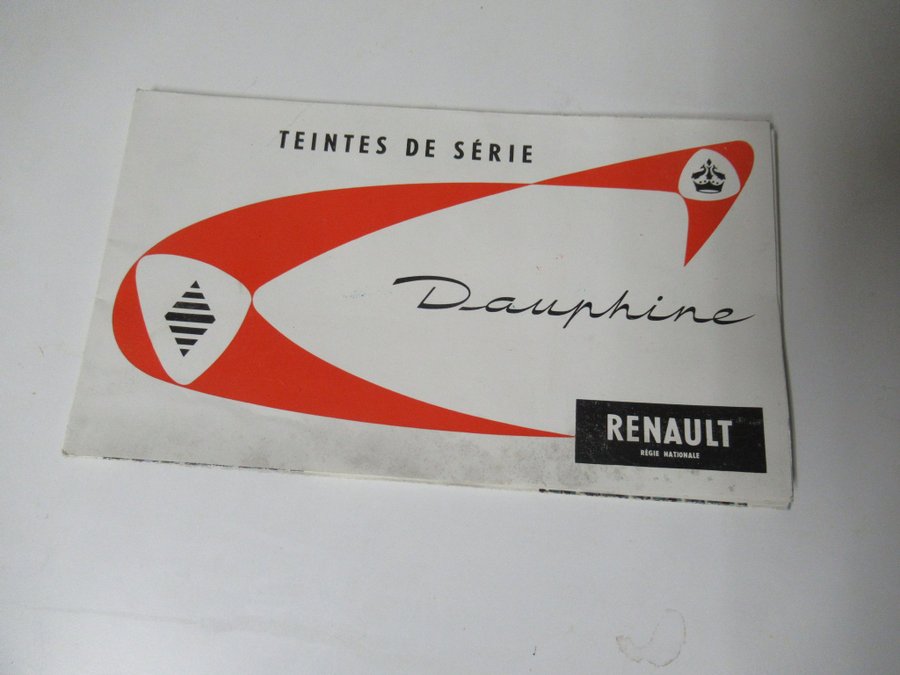 TEINTES DE SÉRIE
Dauphine
RENAULT
RÉGIE NATIONALE